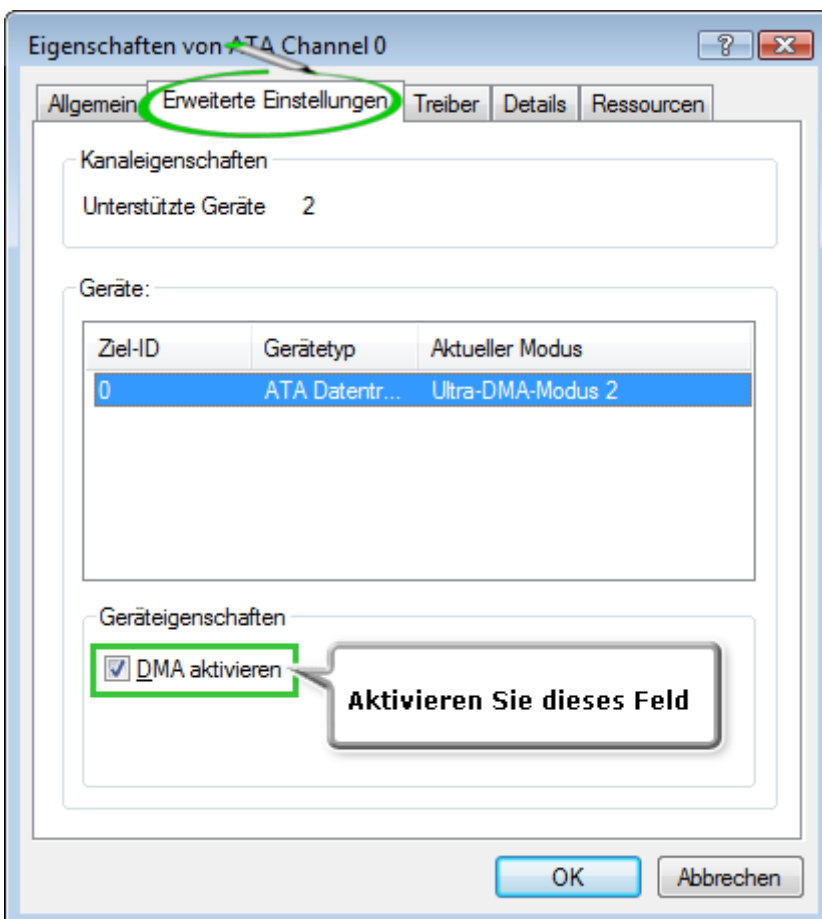 Eigenschaften von ATA Channel 0
Allgemein Erweiterte Einstellungen Treiber Details Ressourcen
Kanaleigenschaften
Unterstützte Geräte 2
Geräte:
Ziel-ID Gerätetyp Aktueller Modus
0 ATA Datentr... Ultra-DMA-Modus 2
Geräteigenschaften
DMA aktivieren
Aktivieren Sie dieses Feld
OK Abbrechen